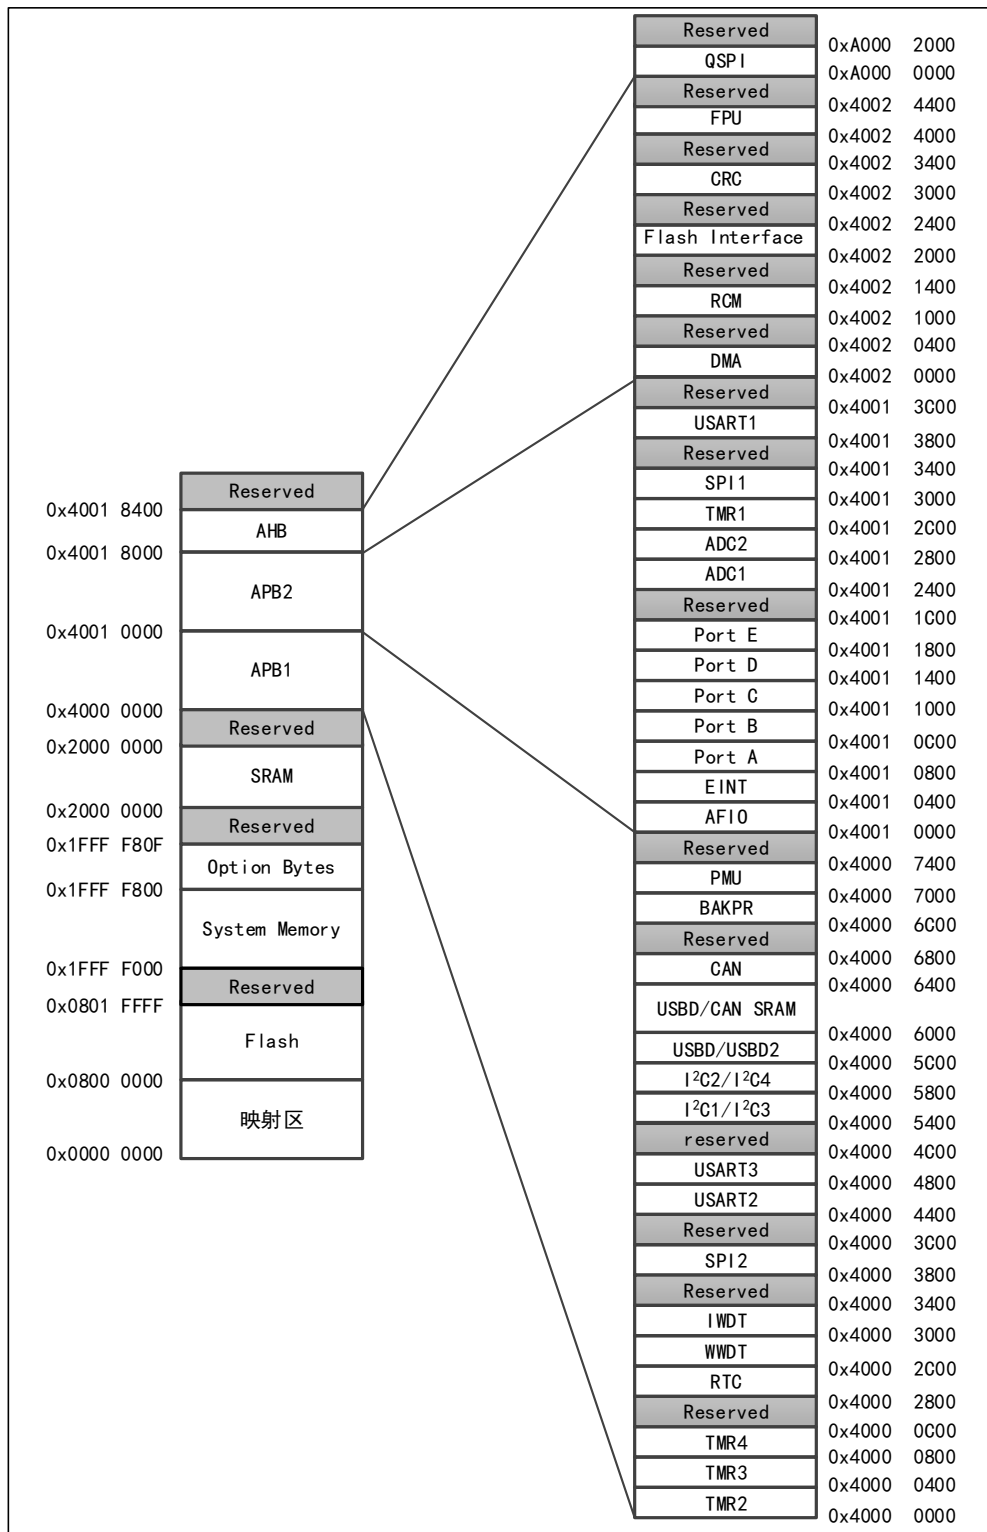 Reserved
0x4001 8400
AHB
0x4001 8000
APB2
0x4001 0000
APB1
0x4000 0000
Reserved
0x2000 0000
SRAM
0x2000 0000
Reserved
0x1FFF F80F
Option Bytes
0x1FFF F800
System Memory
0x1FFF F000
Reserved
0x0801 FFFF
Flash
0x0800 0000
映射区
0x0000 0000
Reserved
0xA000 2000
QSPI
0xA000 0000
Reserved
0x4002 4400
FPU
0x4002 4000
Reserved
0x4002 3400
CRC
0x4002 3000
Reserved
0x4002 2400
Flash Interface
0x4002 2000
Reserved
0x4002 1400
RCM
0x4002 1000
Reserved
0x4002 0400
DMA
0x4002 0000
Reserved
0x4001 3C00
USART1
0x4001 3800
Reserved
0x4001 3400
SPI1
0x4001 3000
TMR1
0x4001 2C00
ADC2
0x4001 2800
ADC1
0x4001 2400
Reserved
0x4001 1C00
Port E
0x4001 1800
Port D
0x4001 1400
Port C
0x4001 1000
Port B
0x4001 0C00
Port A
0x4001 0800
EINT
0x4001 0400
AFIO
0x4001 0000
Reserved
0x4000 7400
PMU
0x4000 7000
BAKPR
0x4000 6C00
Reserved
0x4000 6800
CAN
0x4000 6400
USBD/CAN SRAM
0x4000 6000
USBD/USBD2
0x4000 5C00
I²C2/I²C4
0x4000 5800
I²C1/I²C3
0x4000 5400
reserved
0x4000 4C00
USART3
0x4000 4800
USART2
0x4000 4400
Reserved
0x4000 3C00
SPI2
0x4000 3800
Reserved
0x4000 3400
IWDT
0x4000 3000
WWDT
0x4000 2C00
RTC
0x4000 2800
Reserved
0x4000 0C00
TMR4
0x4000 0800
TMR3
0x4000 0400
TMR2
0x4000 0000